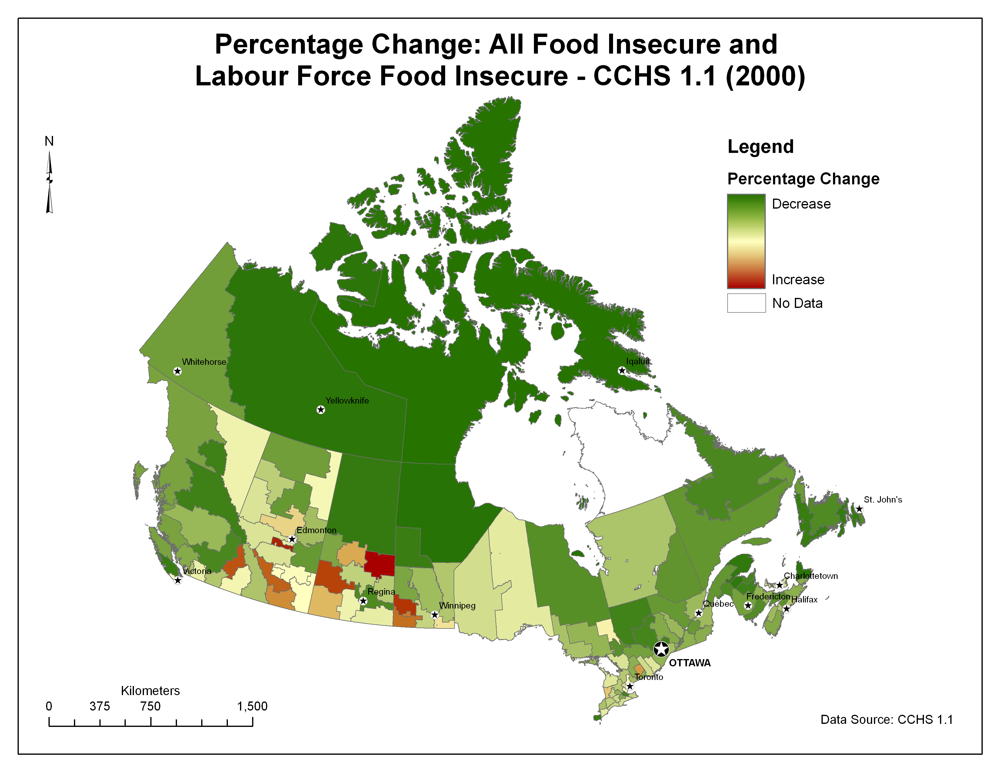 Percentage Change: All Food Insecure and
Labour Force Food Insecure - CCHS 1.1 (2000)
N
Legend
Percentage Change
Decrease
Increase
No Data
Whitehorse
Iqaluit
Yellowknife
St. John's
Edmonton
Victoria
Charlottetown
Regina
Fredericton
Halifax
Winnipeg
Québec
OTTAWA
Toronto
Kilometers
0 375 750 1,500
Data Source: CCHS 1.1